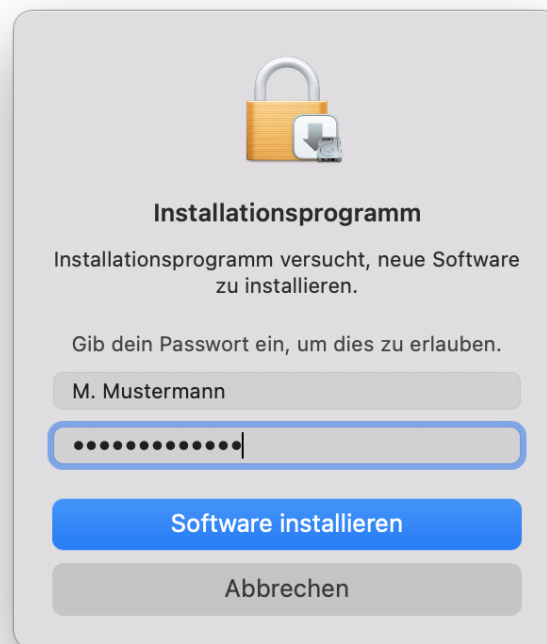 Installationsprogramm
Installationsprogramm versucht, neue Software
zu installieren.
Gib dein Passwort ein, um dies zu erlauben.
M. Mustermann
•••••••••••••
Software installieren
Abbrechen